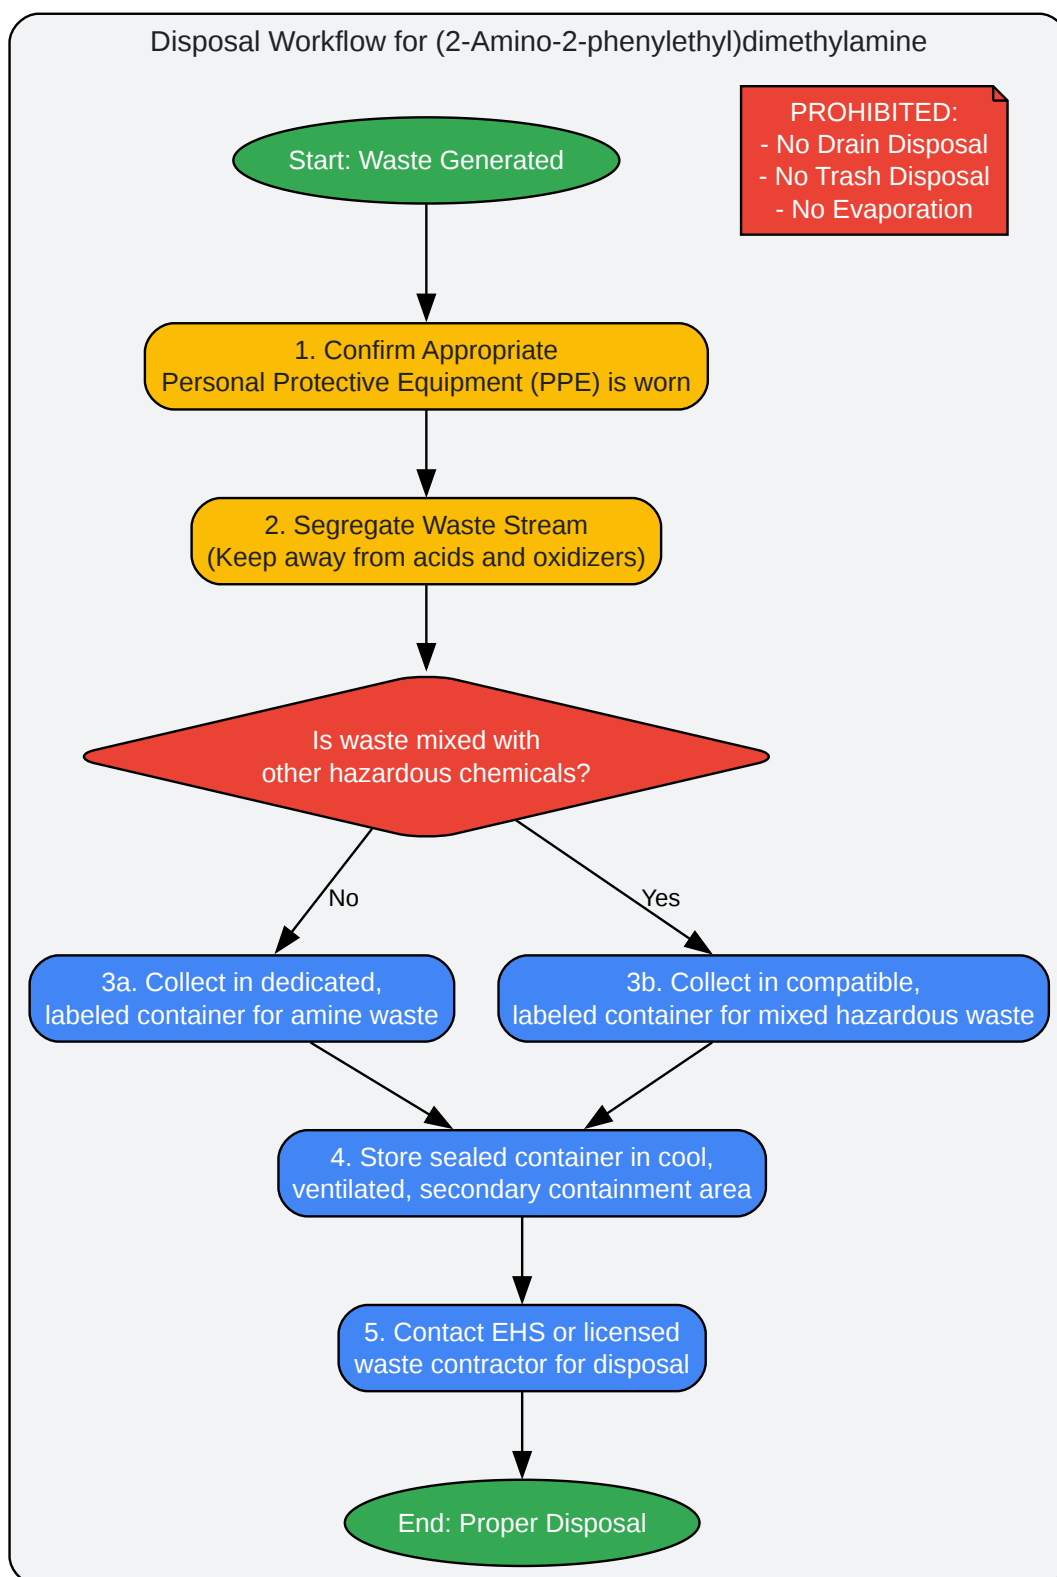 Disposal Workflow for (2-Amino-2-phenylethyl)dimethylamine
PROHIBITED:
- No Drain Disposal
- No Trash Disposal
- No Evaporation
Start: Waste Generated
1. Confirm Appropriate
Personal Protective Equipment (PPE) is worn
2. Segregate Waste Stream
(Keep away from acids and oxidizers)
Is waste mixed with
other hazardous chemicals?
No
Yes
3a. Collect in dedicated,
labeled container for amine waste
3b. Collect in compatible,
labeled container for mixed hazardous waste
4. Store sealed container in cool,
ventilated, secondary containment area
5. Contact EHS or licensed
waste contractor for disposal
End: Proper Disposal